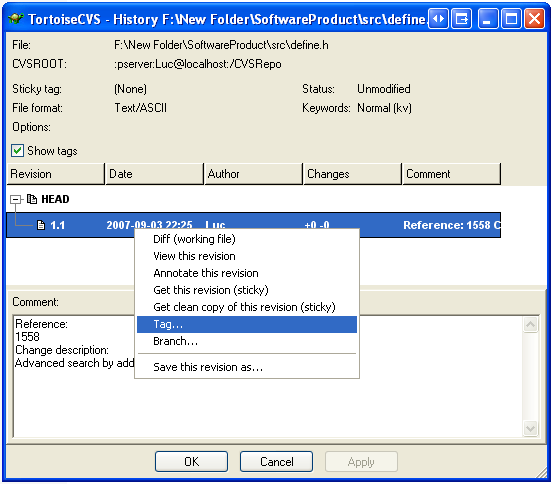 TortoiseCVS - History F:\New Folder\SoftwareProduct\src\define.
File: F:\New Folder\SoftwareProduct\src\define.h
CVSROOT: :pserver:Luc@localhost:/CVSRepo
Sticky tag: (None) Status: Unmodified
File format: Text/ASCII Keywords: Normal (kv)
Options:
Show tags
Revision Date Author Changes Comment
HEAD
1.1 2007-09-03 22:25 Luc +0 -0 Reference: 1558 C
Diff (working file)
View this revision
Annotate this revision
Get this revision (sticky)
Get clean copy of this revision (sticky)
Tag...
Branch...
Save this revision as...
Comment:
Reference:
1558
Change description:
Advanced search by add
OK Cancel Apply